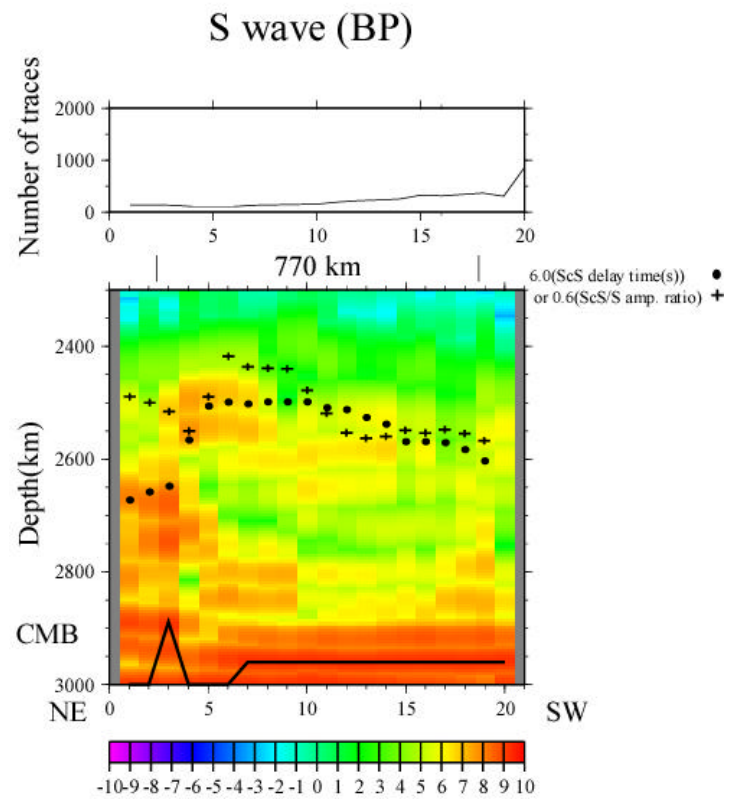 S wave (BP)
Number of traces
2000
1000
0
0 5 10 15 20
770 km
6.0(ScS delay time(s)) ●
or 0.6(ScS/S amp. ratio) +
Depth(km)
2400
2600
2800
CMB
3000
0 5 10 15 20
NE SW
-10 -9 -8 -7 -6 -5 -4 -3 -2 -1 0 1 2 3 4 5 6 7 8 9 10